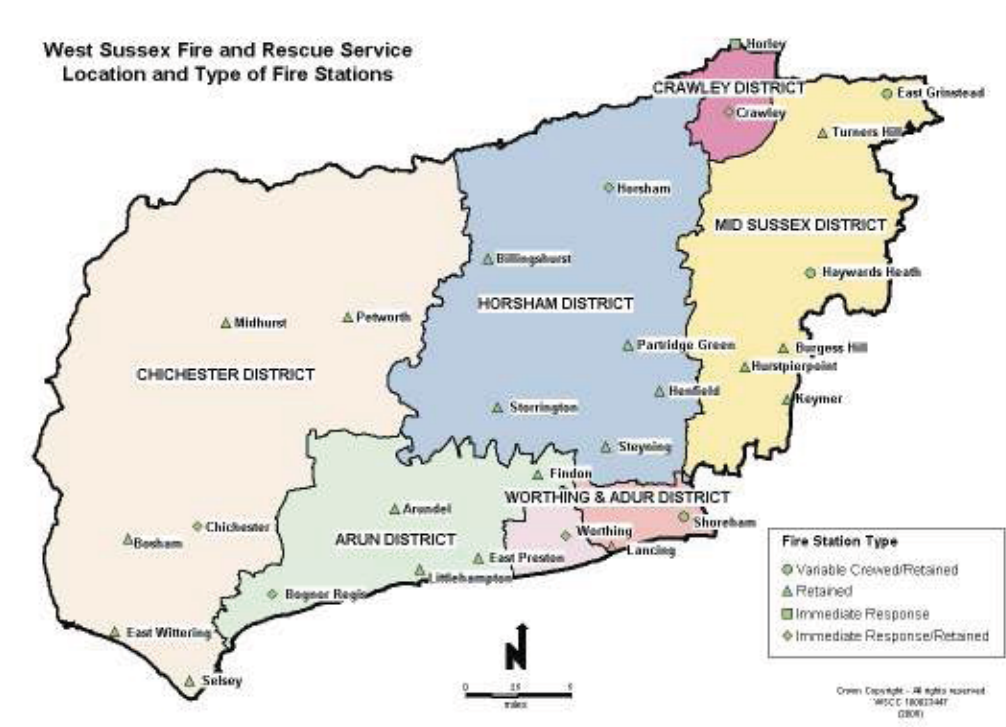 West Sussex Fire and Rescue Service
Location and Type of Fire Stations
Horley
CRAWLEY DISTRICT
East Grinstead
Crawley
Turners Hill
Horsham
MID SUSSEX DISTRICT
Billingshurst
Haywards Heath
HORSHAM DISTRICT
Midhurst
Petworth
Partridge Green
Burgess Hill
Hurstpierpoint
CHICHESTER DISTRICT
Henfield
Keymer
Storrington
Steyning
Findon
WORTHING & ADUR DISTRICT
Arundel
Chichester
Shoreham
Worthing
ARUN DISTRICT
Bosham
Lancing
East Preston
Littlehampton
Bognor Regis
East Wittering
Selsey
Fire Station Type
Variable Crewed/Retained
Retained
Immediate Response
Immediate Response/Retained
N
0
miles
Crown Copyright - All rights reserved
WSCC
(2009)